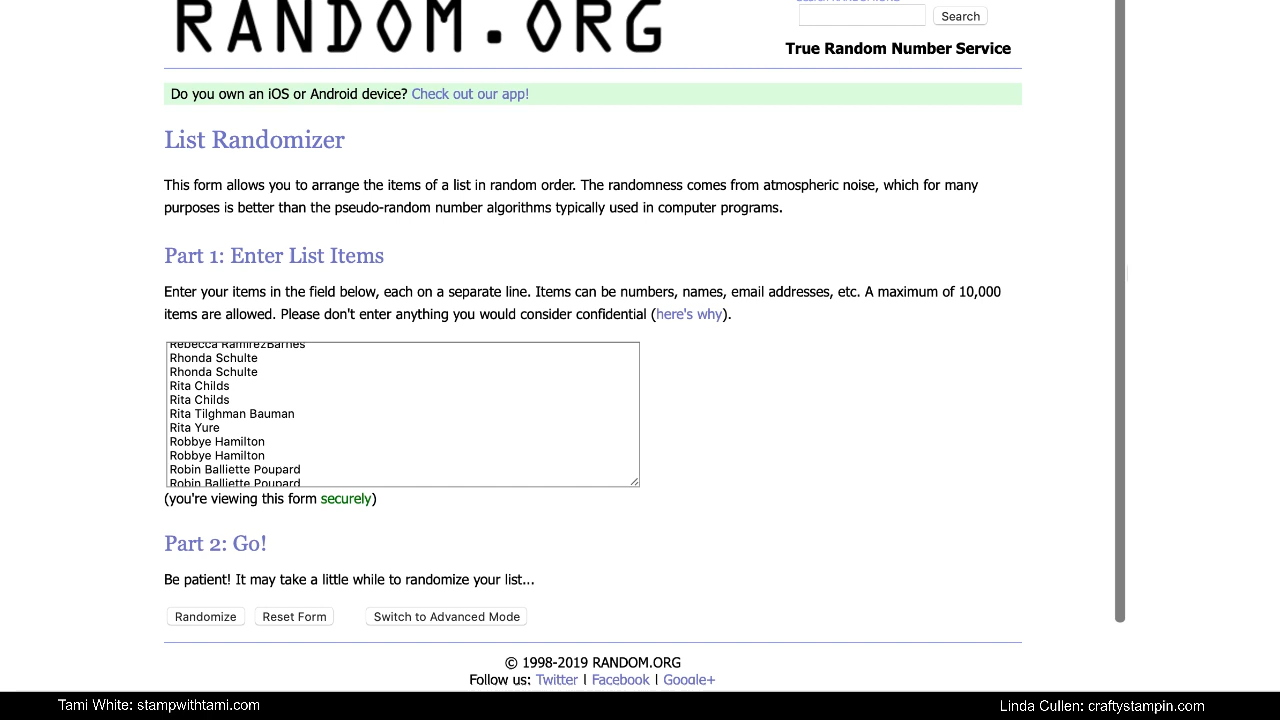 RANDOM.ORG
Search
True Random Number Service
Do you own an iOS or Android device? Check out our app!
List Randomizer
This form allows you to arrange the items of a list in random order. The randomness comes from atmospheric noise, which for many
purposes is better than the pseudo-random number algorithms typically used in computer programs.
Part 1: Enter List Items
Enter your items in the field below, each on a separate line. Items can be numbers, names, email addresses, etc. A maximum of 10,000
items are allowed. Please don't enter anything you would consider confidential (here's why).
Rebecca RamirezBarnes
Rhonda Schulte
Rhonda Schulte
Rita Childs
Rita Childs
Rita Tilghman Bauman
Rita Yure
Robbye Hamilton
Robbye Hamilton
Robin Balliette Poupard
Robin Balliette Poupard
(you're viewing this form securely)
Part 2: Go!
Be patient! It may take a little while to randomize your list...
Randomize Reset Form Switch to Advanced Mode
© 1998-2019 RANDOM.ORG
Follow us: Twitter | Facebook | Google+
Tami White: stampwithtami.com
Linda Cullen: craftystampin.com